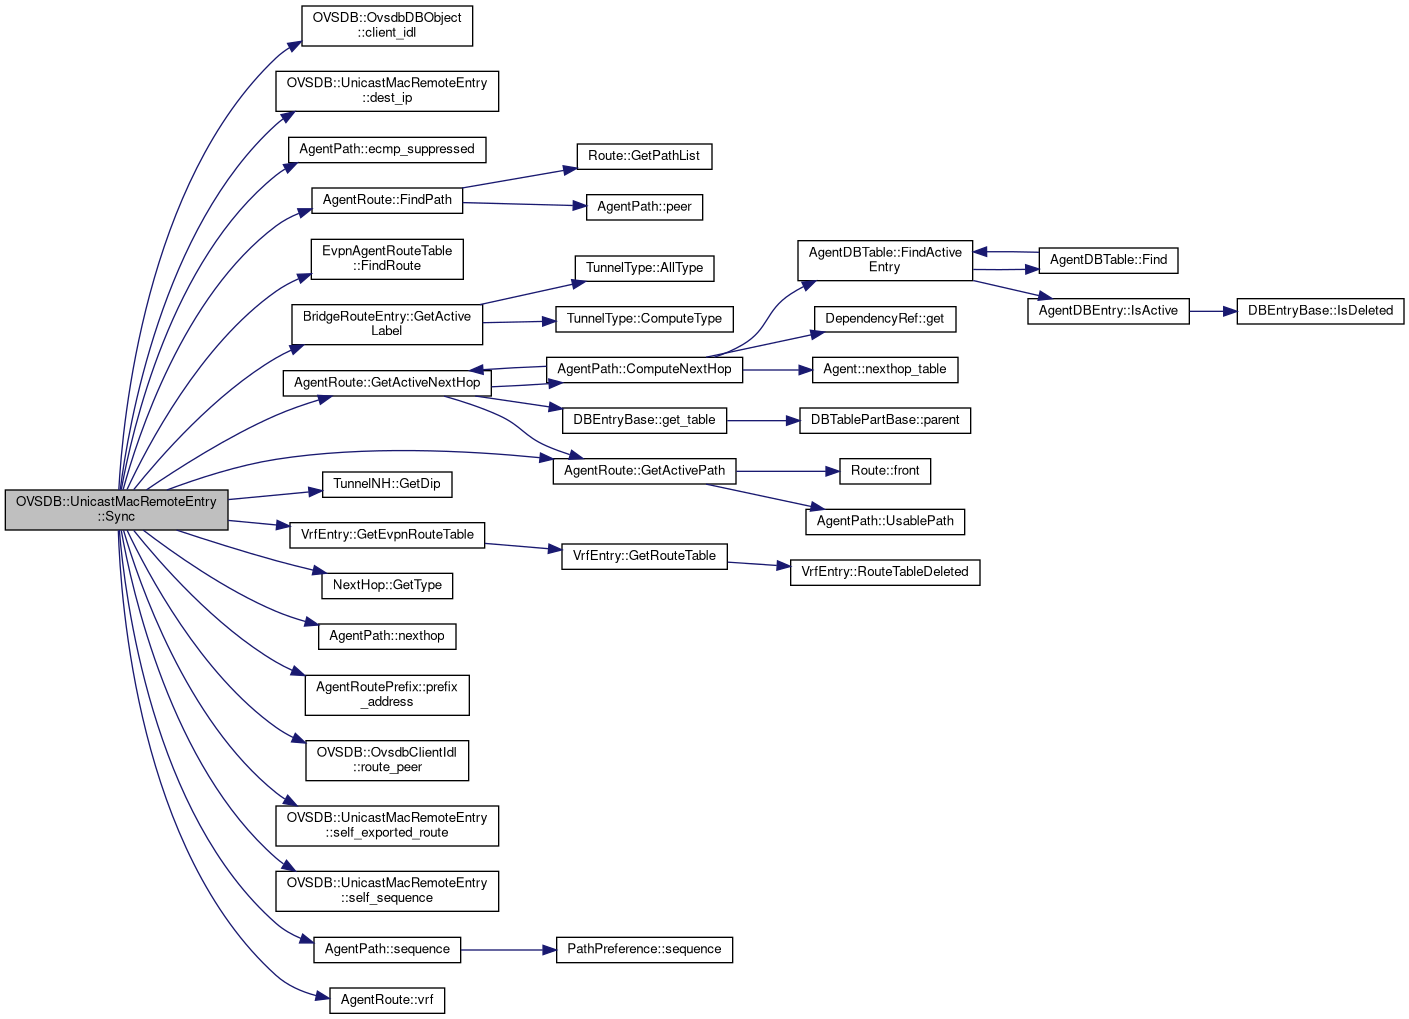 OVSDB::OvsdbDBObject
::client_idl
OVSDB::UnicastMacRemoteEntry
::dest_ip
AgentPath::ecmp_suppressed
Route::GetPathList
AgentRoute::FindPath
AgentPath::peer
EvpnAgentRouteTable
::FindRoute
AgentDBTable::FindActive
Entry
AgentDBTable::Find
TunnelType::AllType
BridgeRouteEntry::GetActive
Label
TunnelType::ComputeType
AgentDBEntry::IsActive
DBEntryBase::IsDeleted
DependencyRef::get
AgentPath::ComputeNextHop
Agent::nexthop_table
AgentRoute::GetActiveNextHop
DBEntryBase::get_table
DBTablePartBase::parent
AgentRoute::GetActivePath
Route::front
TunnelNH::GetDip
OVSDB::UnicastMacRemoteEntry
::Sync
AgentPath::UsablePath
VrfEntry::GetEvpnRouteTable
VrfEntry::GetRouteTable
VrfEntry::RouteTableDeleted
NextHop::GetType
AgentPath::nexthop
AgentRoutePrefix::prefix
_address
OVSDB::OvsdbClientIdl
::route_peer
OVSDB::UnicastMacRemoteEntry
::self_exported_route
OVSDB::UnicastMacRemoteEntry
::self_sequence
AgentPath::sequence
PathPreference::sequence
AgentRoute::vrf